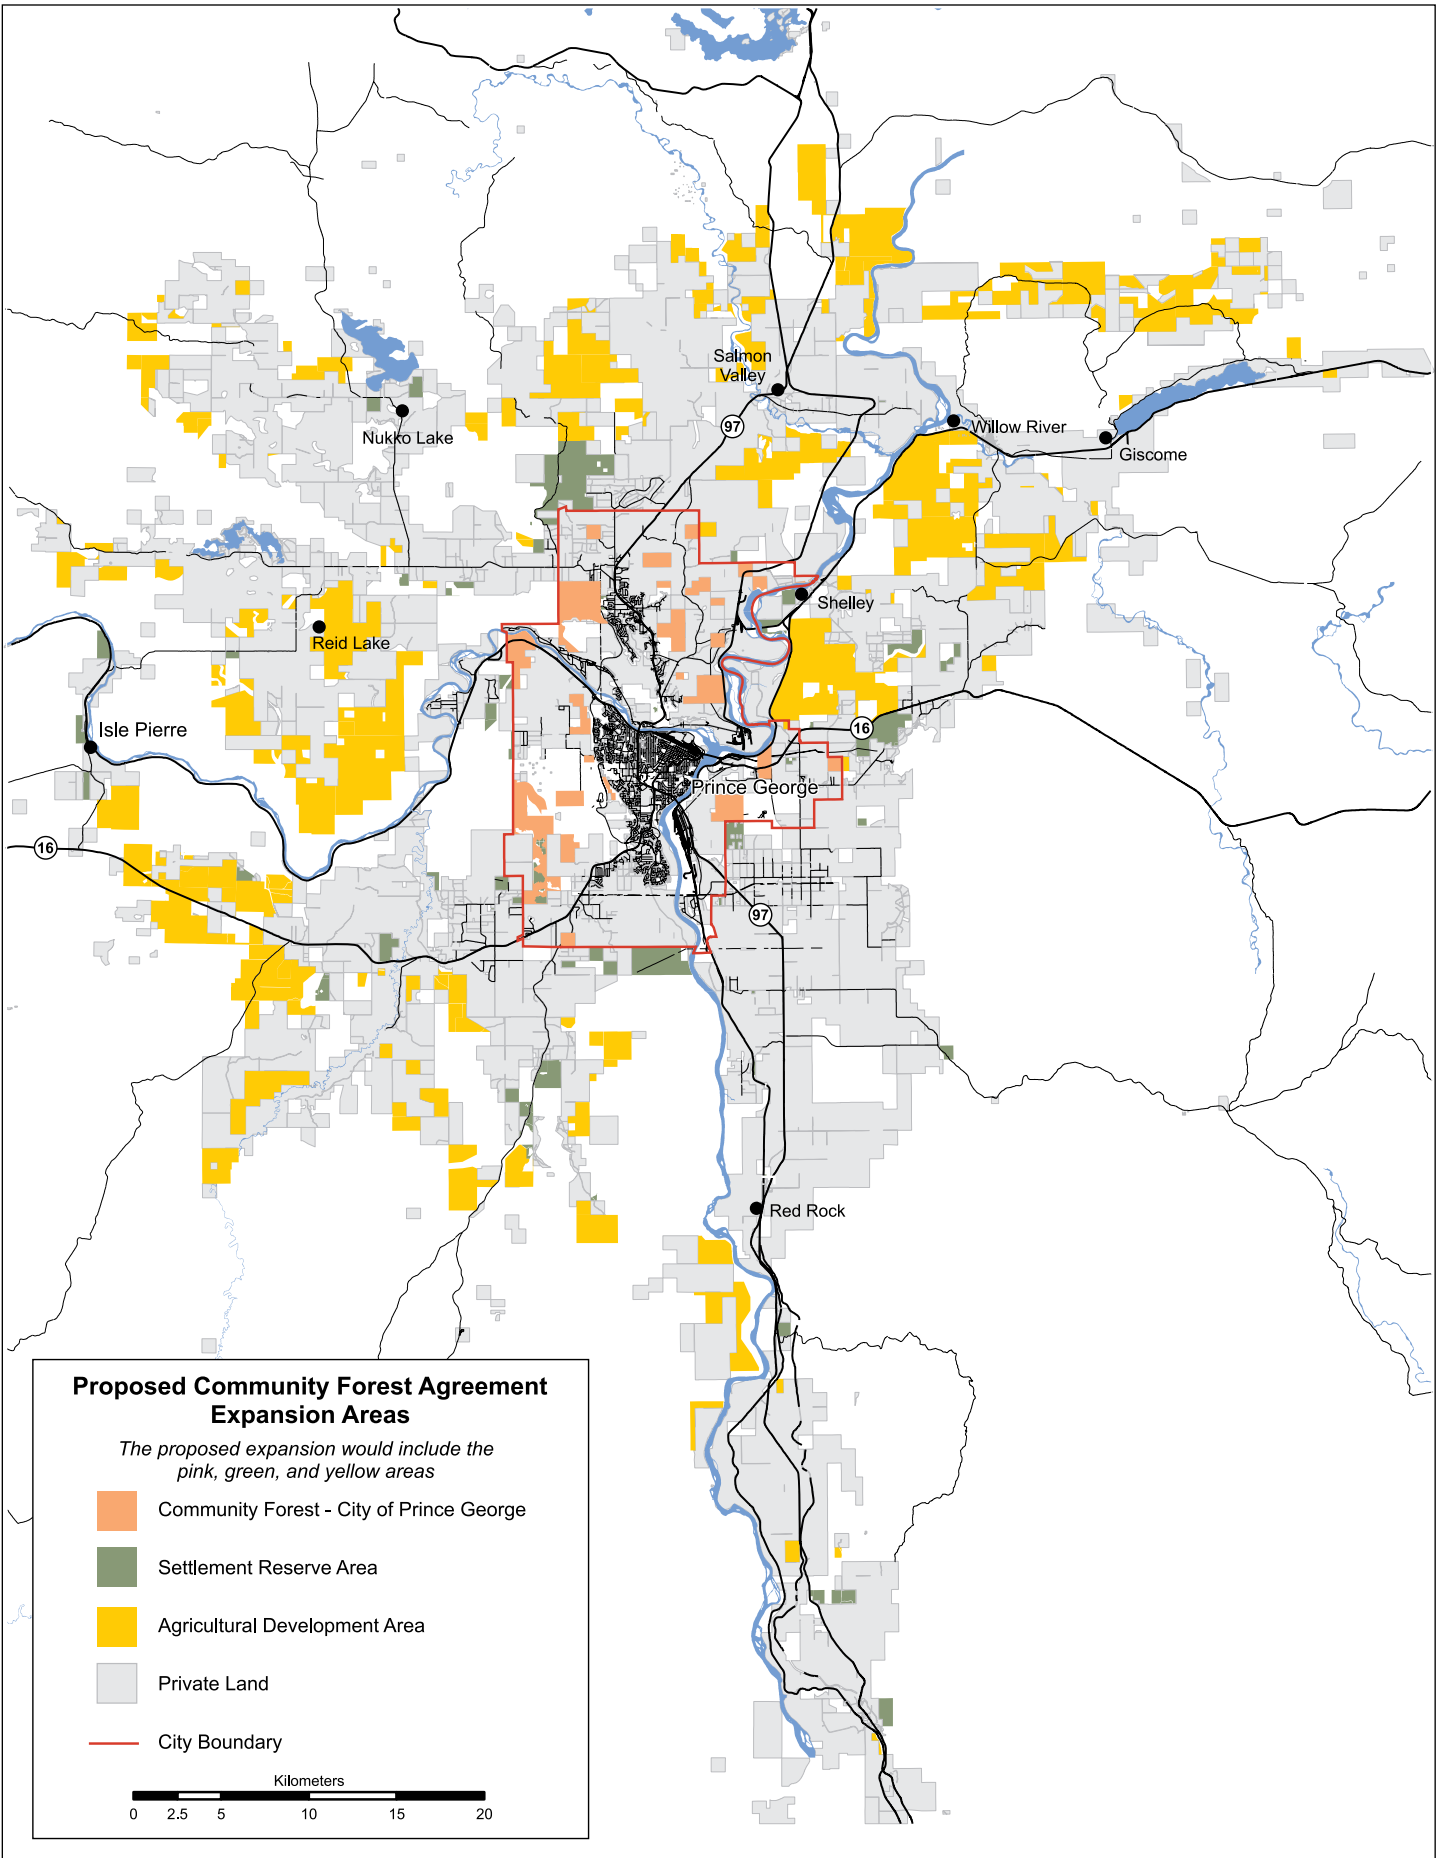 Salmon
Valley
97
Nukko Lake
Willow River
Giscome
Shelley
Reid Lake
Isle Pierre
16
Prince George
16
97
Red Rock
Proposed Community Forest Agreement
Expansion Areas
The proposed expansion would include the
pink, green, and yellow areas
Community Forest - City of Prince George
Settlement Reserve Area
Agricultural Development Area
Private Land
City Boundary
Kilometers
0 2.5 5 10 15 20